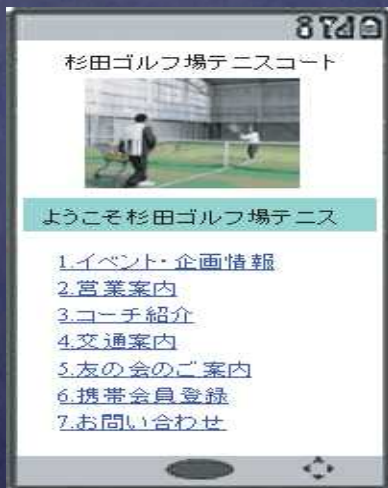 杉田ゴルフ場テニスコート
ようこそ杉田ゴルフ場テニス
1.イベント・企画情報
2.営業案内
3.コーチ紹介
4.交通案内
5.友の会のご案内
6.携帯会員登録
7.お問い合わせ